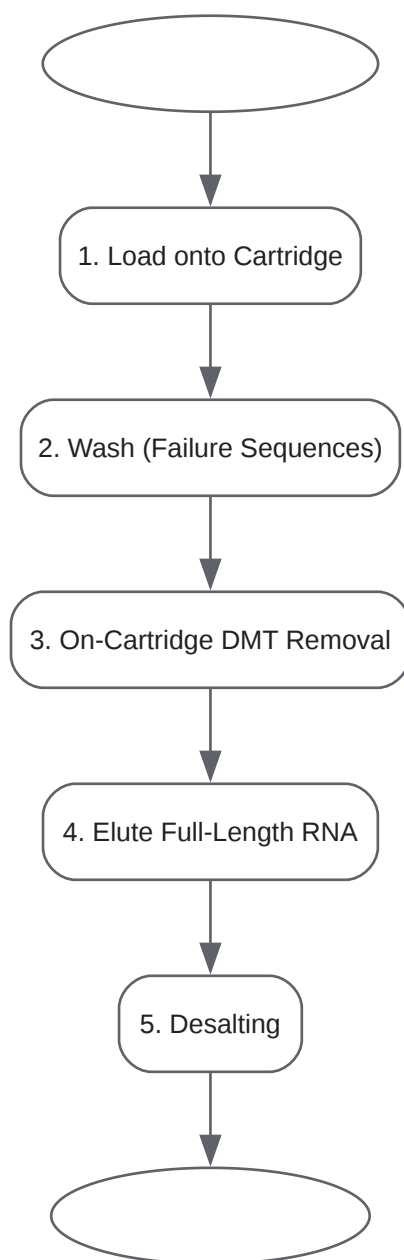 1. Load onto Cartridge
2. Wash (Failure Sequences)
3. On-Cartridge DMT Removal
4. Elute Full-Length RNA
5. Desalting